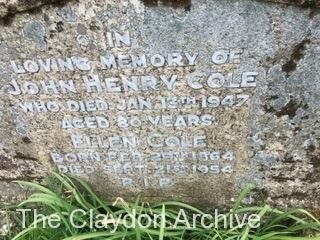 IN
LOVING MEMORY OF
JOHN HENRY COLE
WHO DIED JAN. 13TH 1947
AGED 80 YEARS
ELLEN COLE
BORN FEB. 25TH 1864
DIED SEPT. 21ST 1954
R.I.P.
The Claydon Archive